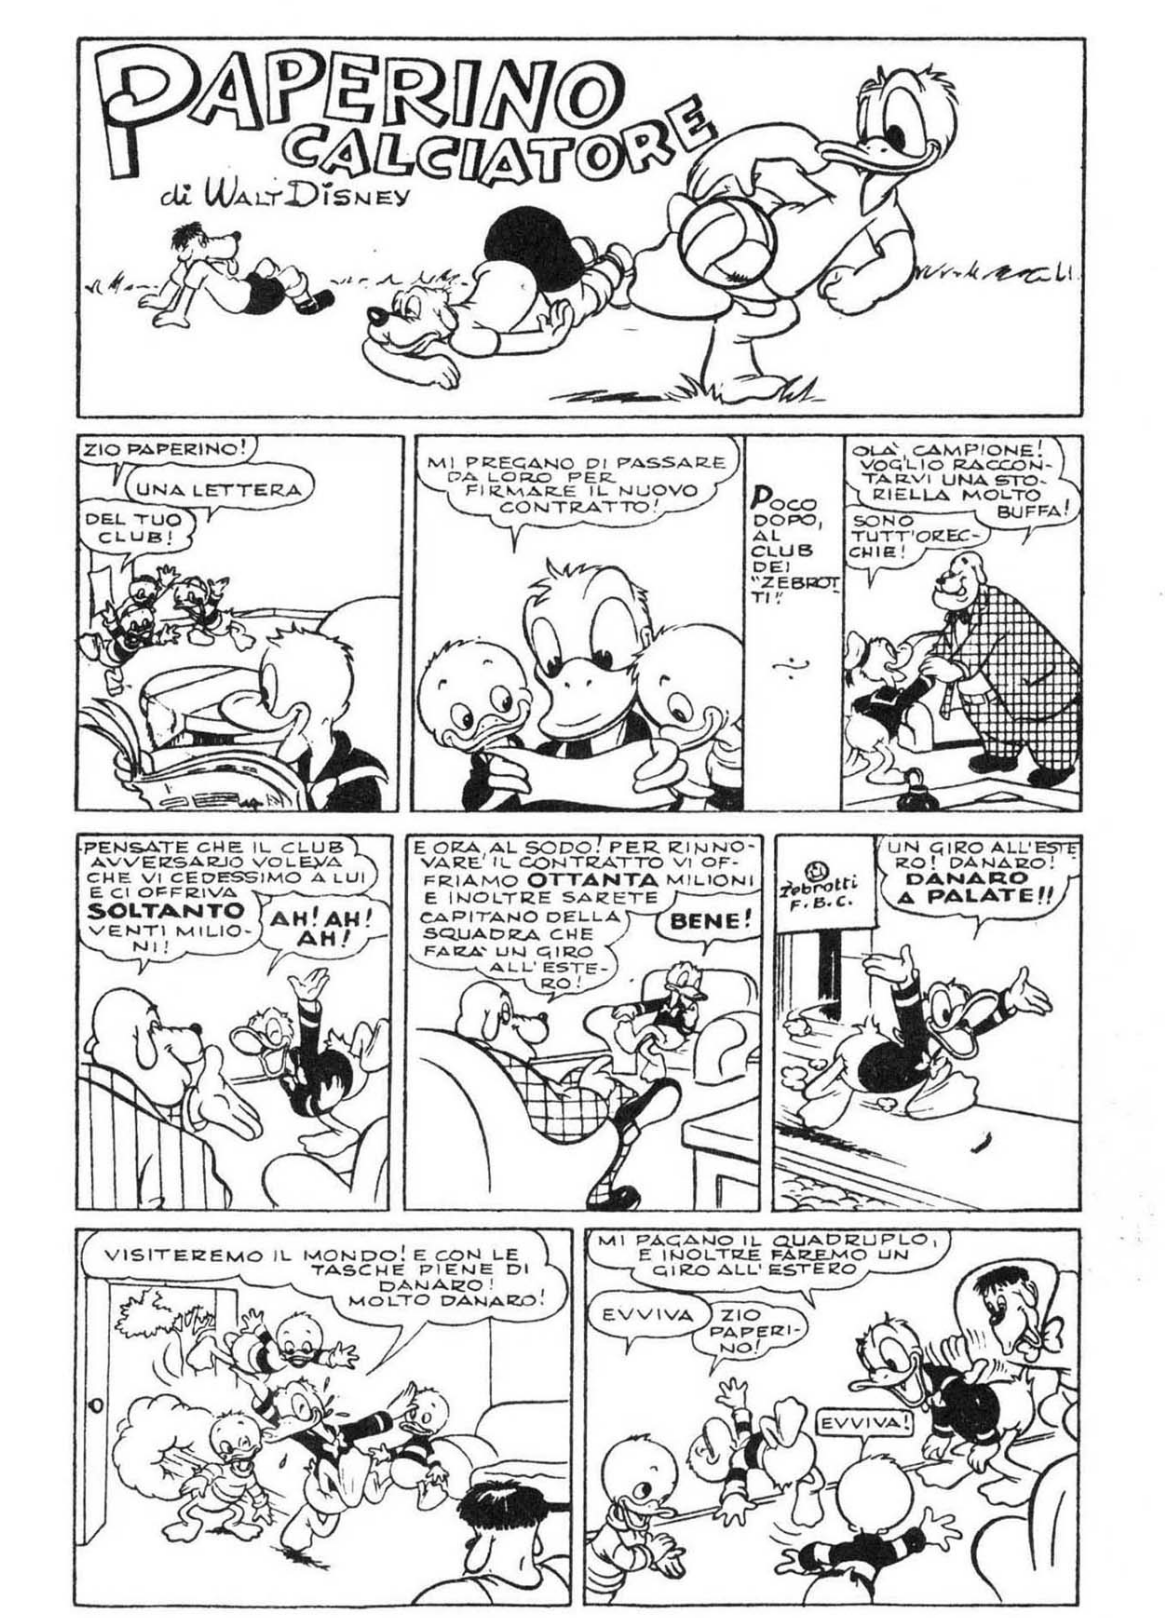 PAPERINO
CALCIATORE
di WALT DISNEY
ZIO PAPERINO!
UNA LETTERA
DEL TUO
CLUB!
MI PREGANO DI PASSARE
DA LORO PER
FIRMARE IL NUOVO
CONTRATTO!
POCO
DOPO,
AL
CLUB
DEI
"ZEBROT-
TI".
OLA', CAMPIONE!
VOGLIO RACCON-
TARVI UNA STO-
RIELLA MOLTO
BUFFA!
SONO
TUTT'OREC-
CHIE!
PENSATE CHE IL CLUB
AVVERSARIO VOLEVA
CHE VI CEDESSIMO A LUI
E CI OFFRIVA
SOLTANTO
VENTI MILIO-
NI!
AH! AH!
AH!
E ORA AL SODO! PER RINNO-
VARE IL CONTRATTO VI OF-
FRIAMO OTTANTA MILIONI
E INOLTRE SARETE
CAPITANO DELLA
SQUADRA CHE
FARA' UN GIRO
ALL'ESTE-
RO!
BENE!
Zebrotti
F.B.C.
UN GIRO ALL'ESTE
RO! DANARO!
DANARO
A PALATE!!
VISITEREMO IL MONDO! E CON LE
TASCHE PIENE DI
DANARO!
MOLTO DANARO!
MI PAGANO IL QUADRUPLO,
E INOLTRE FAREMO UN
GIRO ALL'ESTERO
EVVIVA
ZIO
PAPERI-
NO!
EVVIVA!